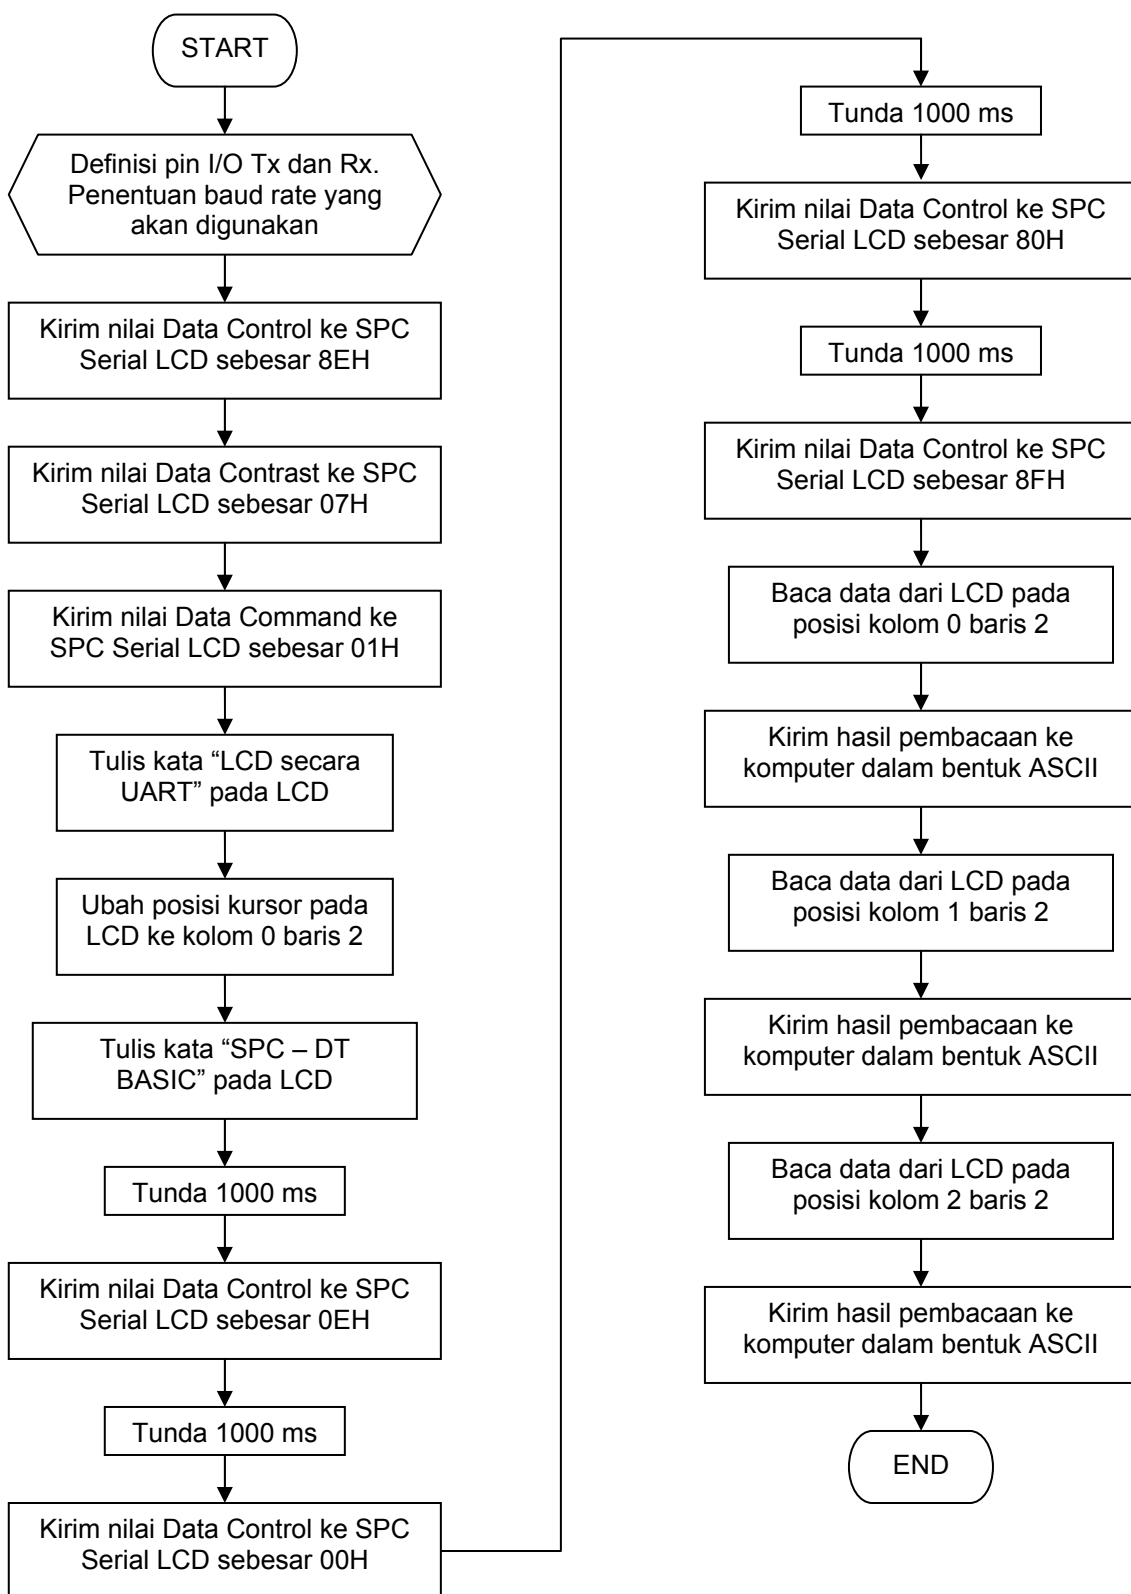 START
Definisi pin I/O Tx dan Rx.
Penentuan baud rate yang
akan digunakan
Kirim nilai Data Control ke SPC
Serial LCD sebesar 8EH
Kirim nilai Data Contrast ke SPC
Serial LCD sebesar 07H
Kirim nilai Data Command ke
SPC Serial LCD sebesar 01H
Tulis kata “LCD secara
UART” pada LCD
Ubah posisi kursor pada
LCD ke kolom 0 baris 2
Tulis kata “SPC – DT
BASIC” pada LCD
Tunda 1000 ms
Kirim nilai Data Control ke SPC
Serial LCD sebesar 0EH
Tunda 1000 ms
Kirim nilai Data Control ke SPC
Serial LCD sebesar 00H
Tunda 1000 ms
Kirim nilai Data Control ke SPC
Serial LCD sebesar 80H
Tunda 1000 ms
Kirim nilai Data Control ke SPC
Serial LCD sebesar 8FH
Baca data dari LCD pada
posisi kolom 0 baris 2
Kirim hasil pembacaan ke
komputer dalam bentuk ASCII
Baca data dari LCD pada
posisi kolom 1 baris 2
Kirim hasil pembacaan ke
komputer dalam bentuk ASCII
Baca data dari LCD pada
posisi kolom 2 baris 2
Kirim hasil pembacaan ke
komputer dalam bentuk ASCII
END